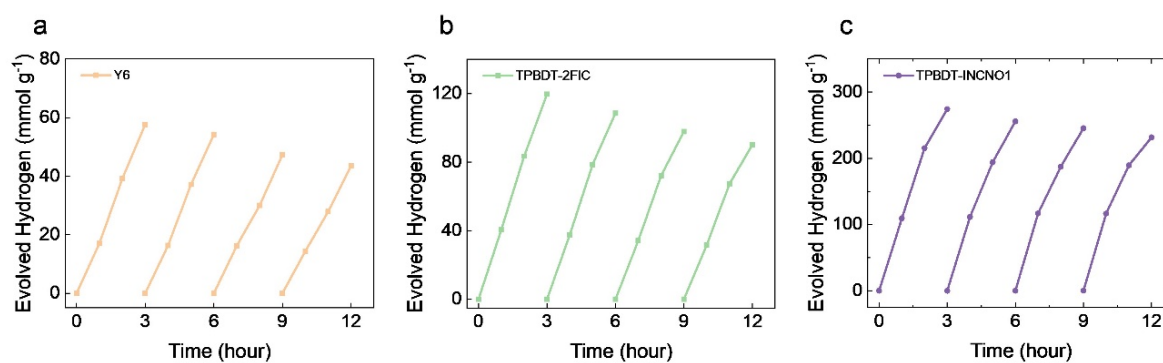 a
Evolved Hydrogen (mmol g⁻¹)
80
60
40
20
0
Y6
0 3 6 9 12
Time (hour)
b
Evolved Hydrogen (mmol g⁻¹)
120
80
40
0
TPBDT-2FIC
0 3 6 9 12
Time (hour)
c
Evolved Hydrogen (mmol g⁻¹)
300
200
100
0
TPBDT-INCNO1
0 3 6 9 12
Time (hour)